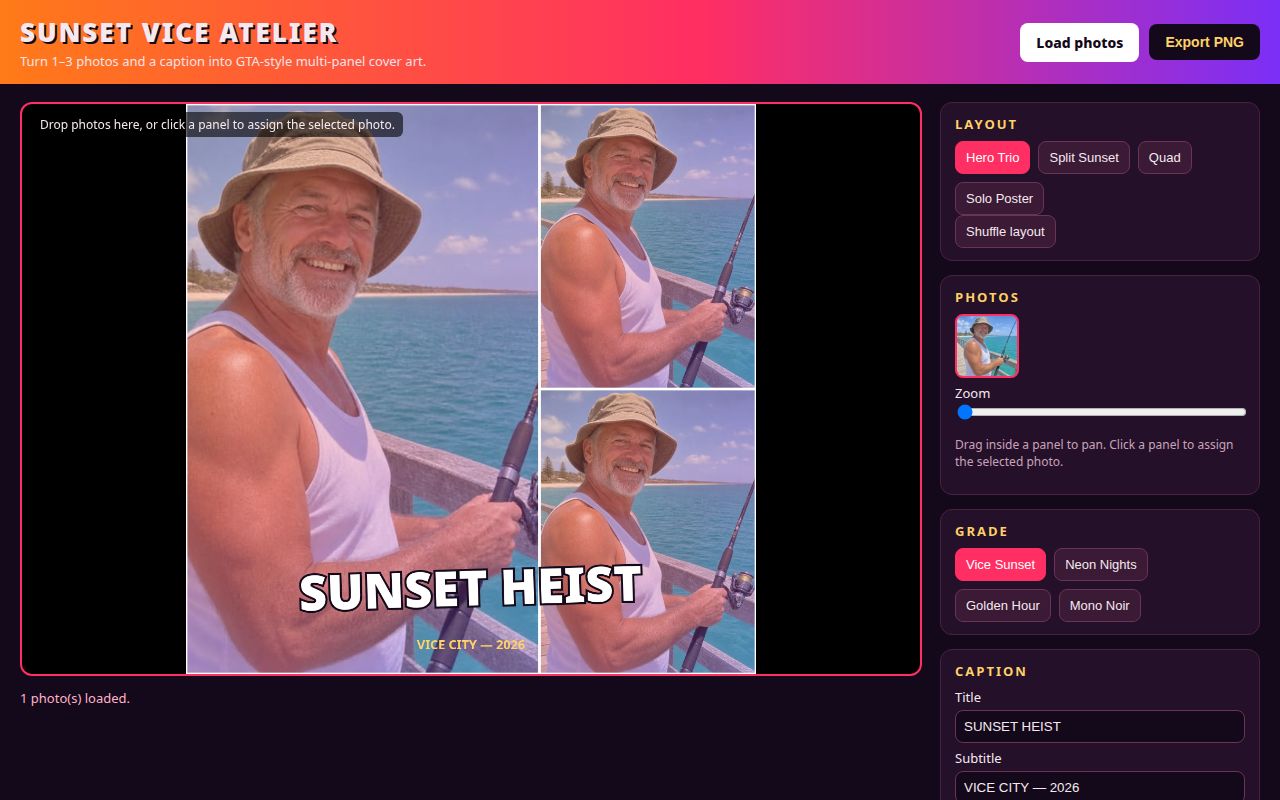 SUNSET VICE ATELIER
Turn 1–3 photos and a caption into GTA-style multi-panel cover art.
Load photos
Export PNG
Drop photos here, or click a panel to assign the selected photo.
SUNSET HEIST
VICE CITY — 2026
1 photo(s) loaded.
LAYOUT
Hero Trio
Split Sunset
Quad
Solo Poster
Shuffle layout
PHOTOS
Zoom
Drag inside a panel to pan. Click a panel to assign
the selected photo.
GRADE
Vice Sunset
Neon Nights
Golden Hour
Mono Noir
CAPTION
Title
SUNSET HEIST
Subtitle
VICE CITY — 2026